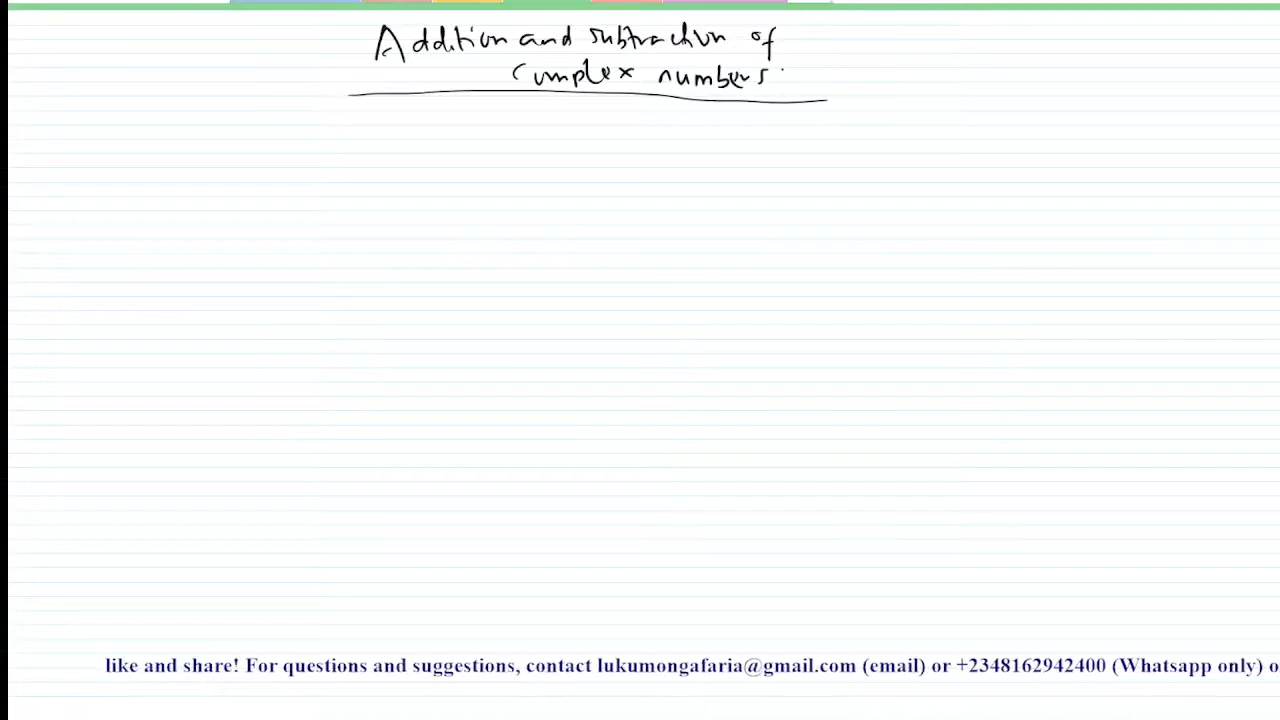 Addition and subtraction of
complex numbers.
like and share! For questions and suggestions, contact lukumongafaria@gmail.com (email) or +2348162942400 (Whatsapp only) o